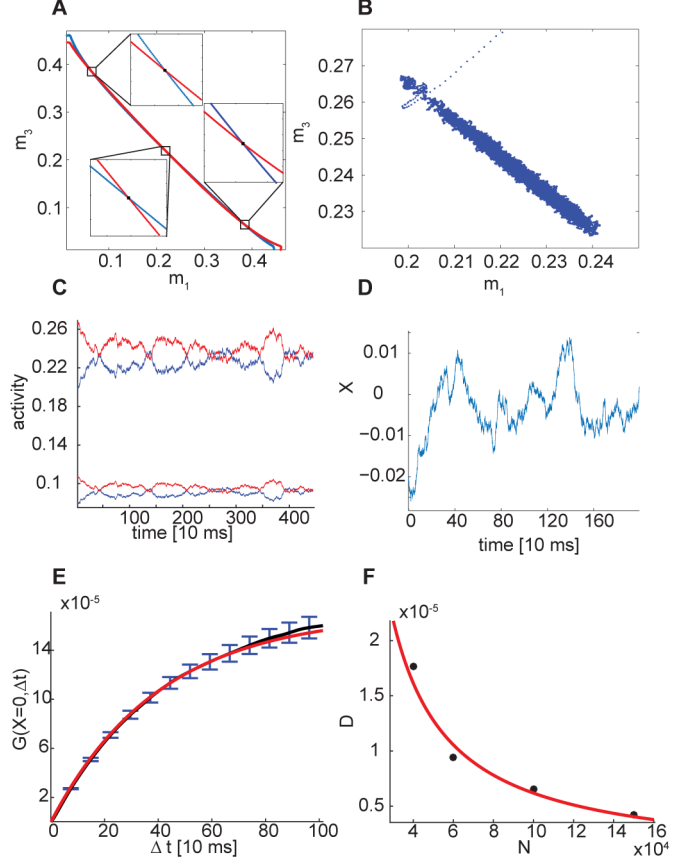 A
B
0.4
0.3
0.2
0.1
m3
0.1
0.2
0.3
0.4
m1
0.27
0.26
0.25
0.24
0.23
m3
0.2
0.21
0.22
0.23
0.24
m1
C
D
0.26
0.22
0.18
0.14
0.1
activity
100
200
300
400
time [10 ms]
0.01
0
−0.01
−0.02
X
0
40
80
120
160
time [10 ms]
E
F
x10-5
14
10
6
2
G(X=0,Δt)
0
20
40
60
80
100
Δ t [10 ms]
x10-5
2
1.5
1
0.5
D
4
6
8
10
12
14
16
x104
N